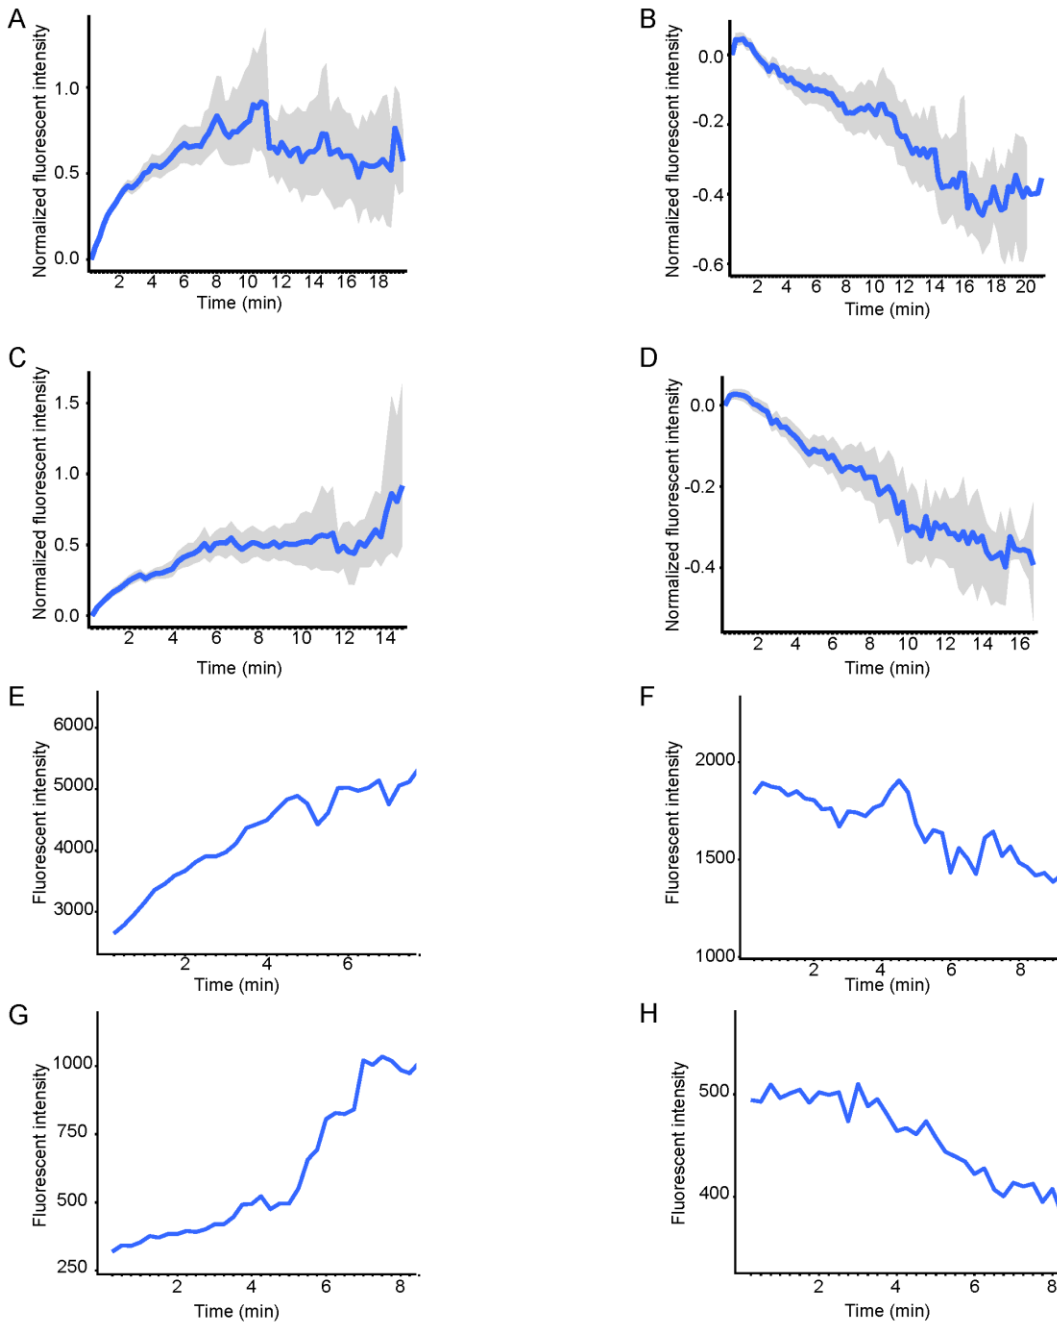 A
Normalized fluorescent intensity
1.0
0.5
0.0
2 4 6 8 10 12 14 16 18
Time (min)
B
Normalized fluorescent intensity
0.0
-0.2
-0.4
-0.6
2 4 6 8 10 12 14 16 18 20
Time (min)
C
Normalized fluorescent intensity
1.5
1.0
0.5
0.0
2 4 6 8 10 12 14
Time (min)
D
Normalized fluorescent intensity
0.0
-0.2
-0.4
2 4 6 8 10 12 14 16
Time (min)
E
Fluorescent intensity
6000
5000
4000
3000
2 4 6
Time (min)
F
Fluorescent intensity
2000
1500
1000
2 4 6 8
Time (min)
G
Fluorescent intensity
1000
750
500
250
2 4 6 8
Time (min)
H
Fluorescent intensity
500
400
2 4 6 8
Time (min)